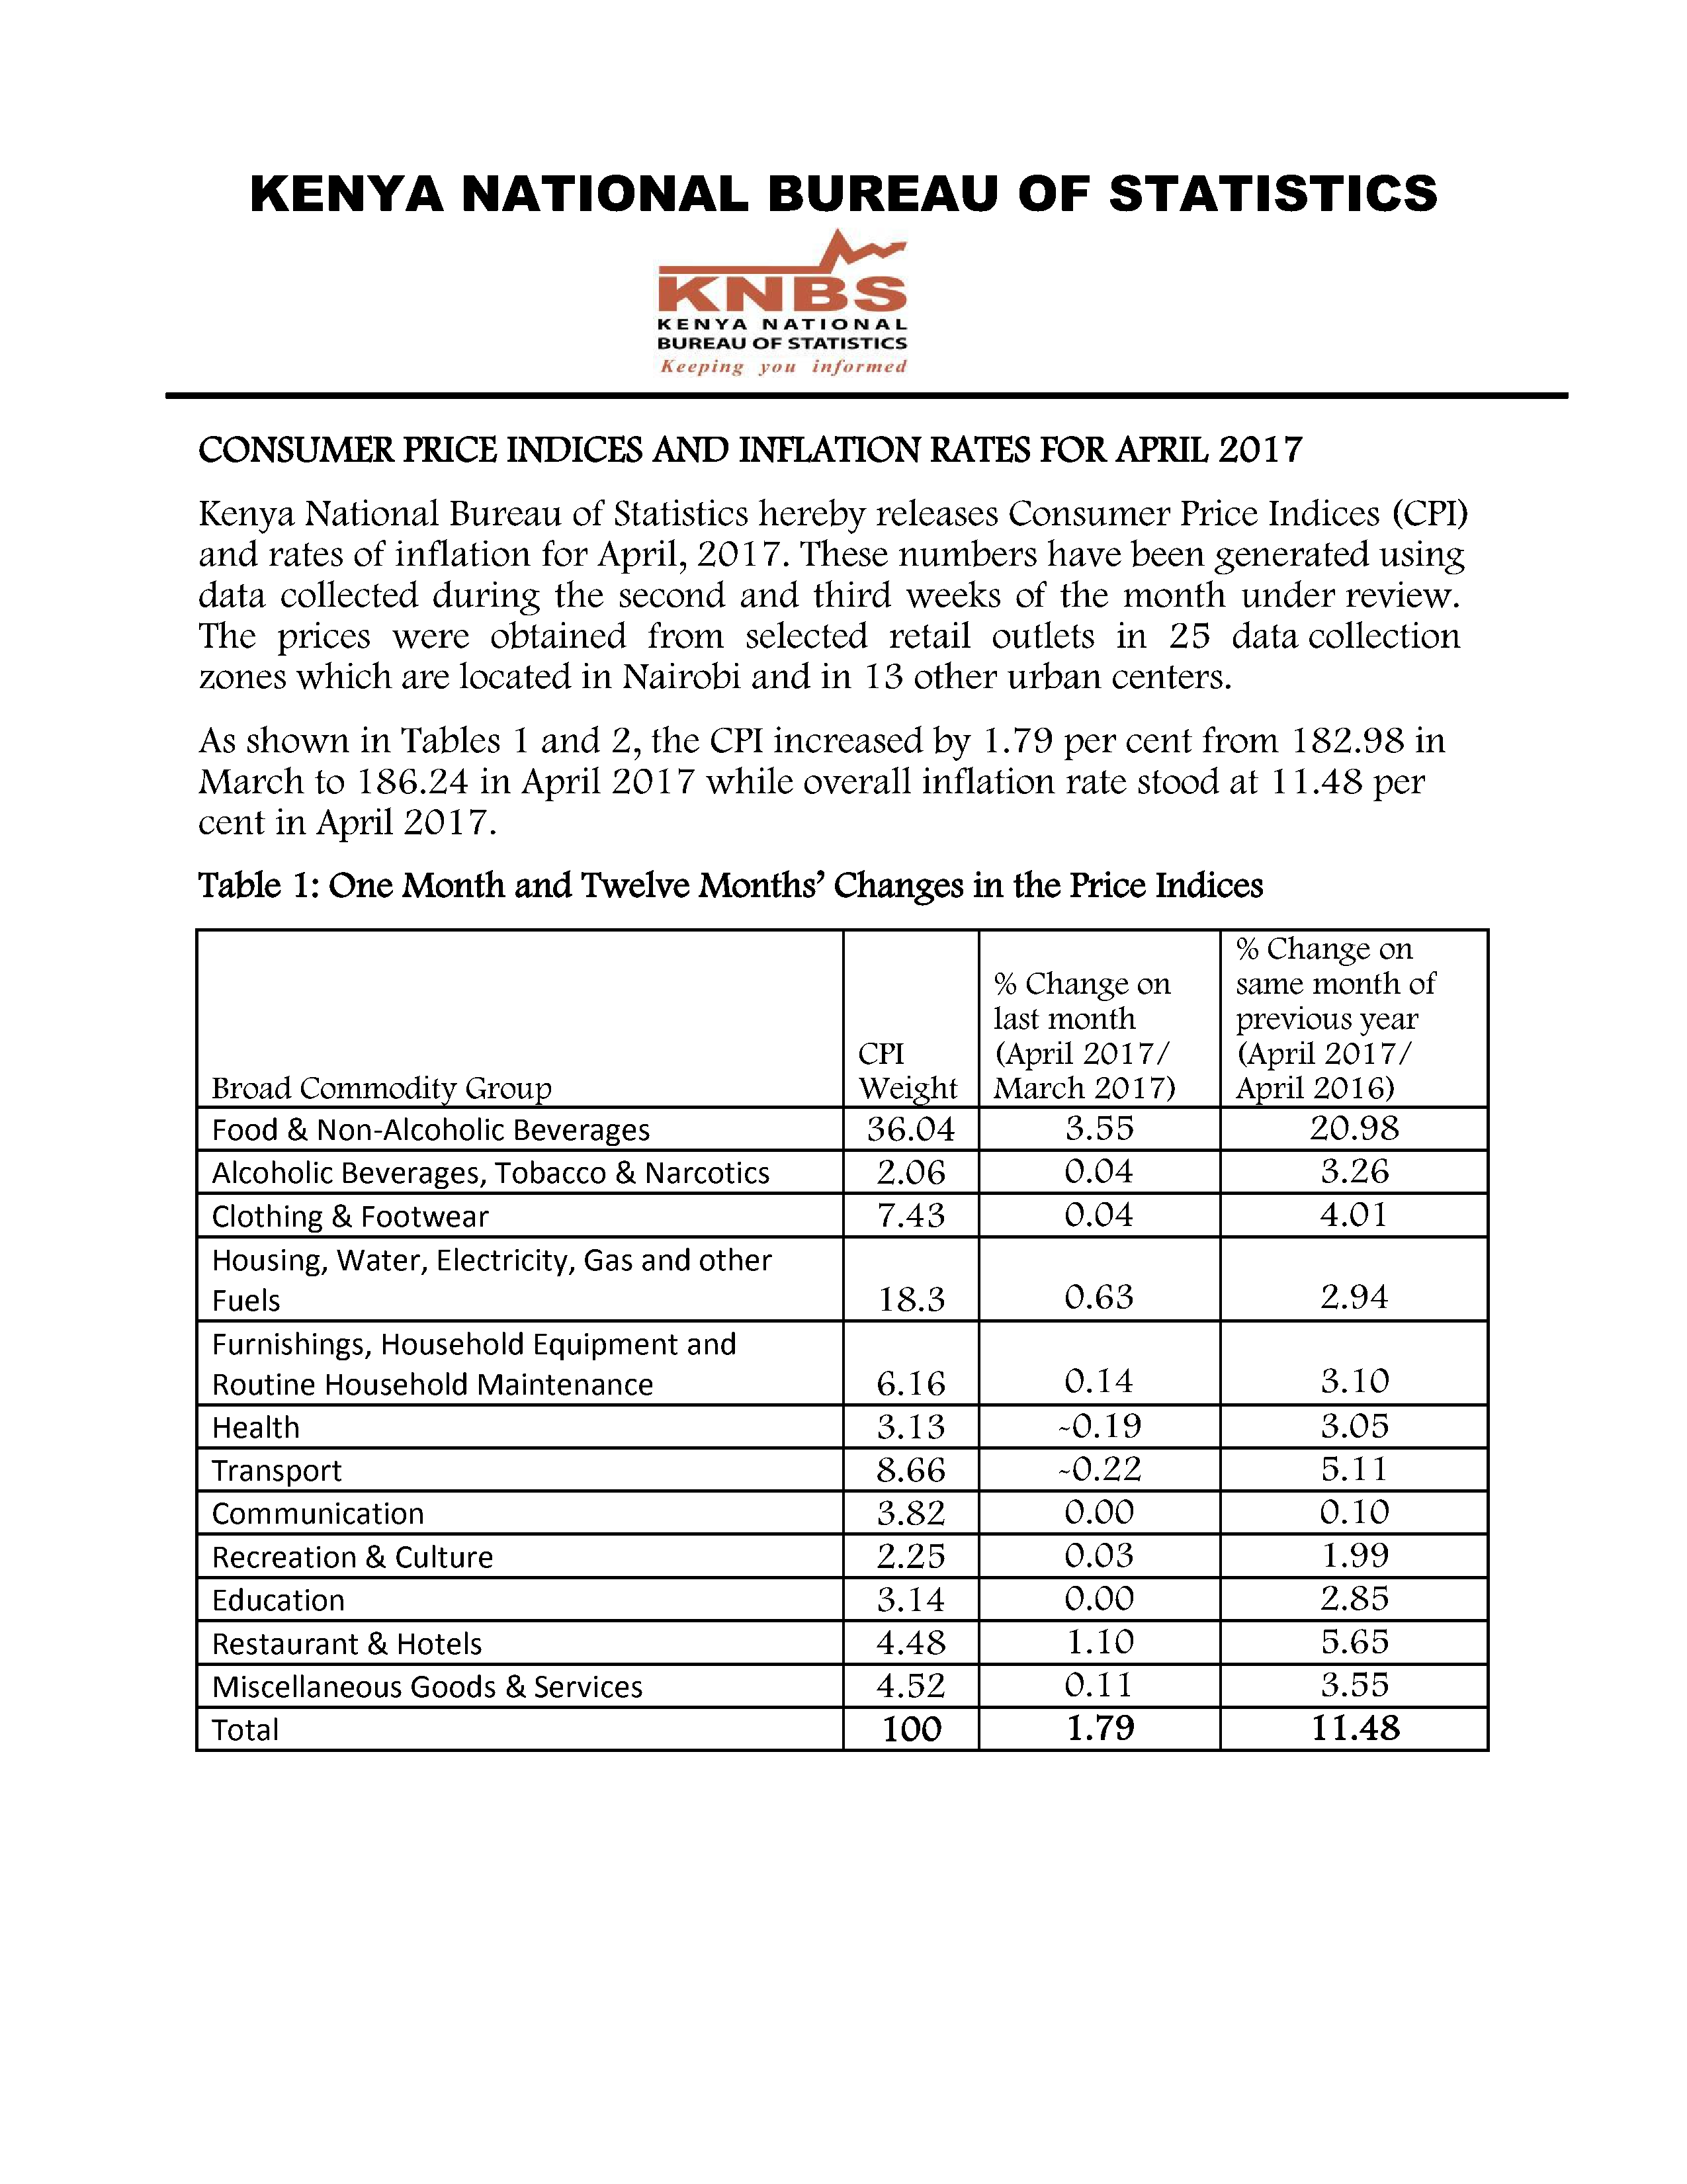 KENYA NATIONAL BUREAU OF STATISTICS
KNBS
KENYA NATIONAL
BUREAU OF STATISTICS
Keeping you informed
CONSUMER PRICE INDICES AND INFLATION RATES FOR APRIL 2017
Kenya National Bureau of Statistics hereby releases Consumer Price Indices (CPI)
and rates of inflation for April, 2017. These numbers have been generated using
data collected during the second and third weeks of the month under review.
The prices were obtained from selected retail outlets in 25 data collection
zones which are located in Nairobi and in 13 other urban centers.
As shown in Tables 1 and 2, the CPI increased by 1.79 per cent from 182.98 in
March to 186.24 in April 2017 while overall inflation rate stood at 11.48 per
cent in April 2017.
Table 1: One Month and Twelve Months’ Changes in the Price Indices
Broad Commodity Group
CPI
Weight
% Change on
last month
(April 2017/
March 2017)
% Change on
same month of
previous year
(April 2017/
April 2016)
Food & Non-Alcoholic Beverages 36.04 3.55 20.98
Alcoholic Beverages, Tobacco & Narcotics 2.06 0.04 3.26
Clothing & Footwear 7.43 0.04 4.01
Housing, Water, Electricity, Gas and other
Fuels 18.3 0.63 2.94
Furnishings, Household Equipment and
Routine Household Maintenance 6.16 0.14 3.10
Health 3.13 -0.19 3.05
Transport 8.66 -0.22 5.11
Communication 3.82 0.00 0.10
Recreation & Culture 2.25 0.03 1.99
Education 3.14 0.00 2.85
Restaurant & Hotels 4.48 1.10 5.65
Miscellaneous Goods & Services 4.52 0.11 3.55
Total 100 1.79 11.48